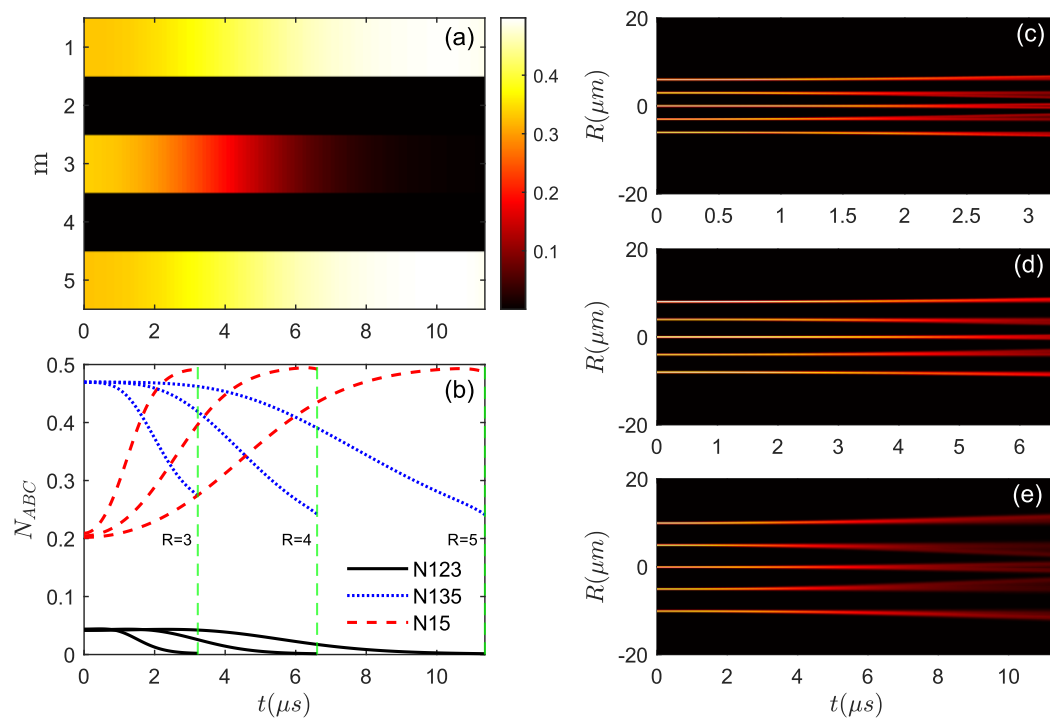 (a)
m
1
2
3
4
5
0 2 4 6 8 10
0.4
0.3
0.2
0.1
(b)
N_ABC
0.5
0.4
0.3
0.2
0.1
0
R=3 R=4 R=5
N123
N135
N15
0 2 4 6 8 10
t(μs)
(c)
R(μm)
20
0
-20
0 0.5 1 1.5 2 2.5 3
(d)
R(μm)
20
0
-20
0 1 2 3 4 5 6
(e)
R(μm)
20
0
-20
0 2 4 6 8 10
t(μs)